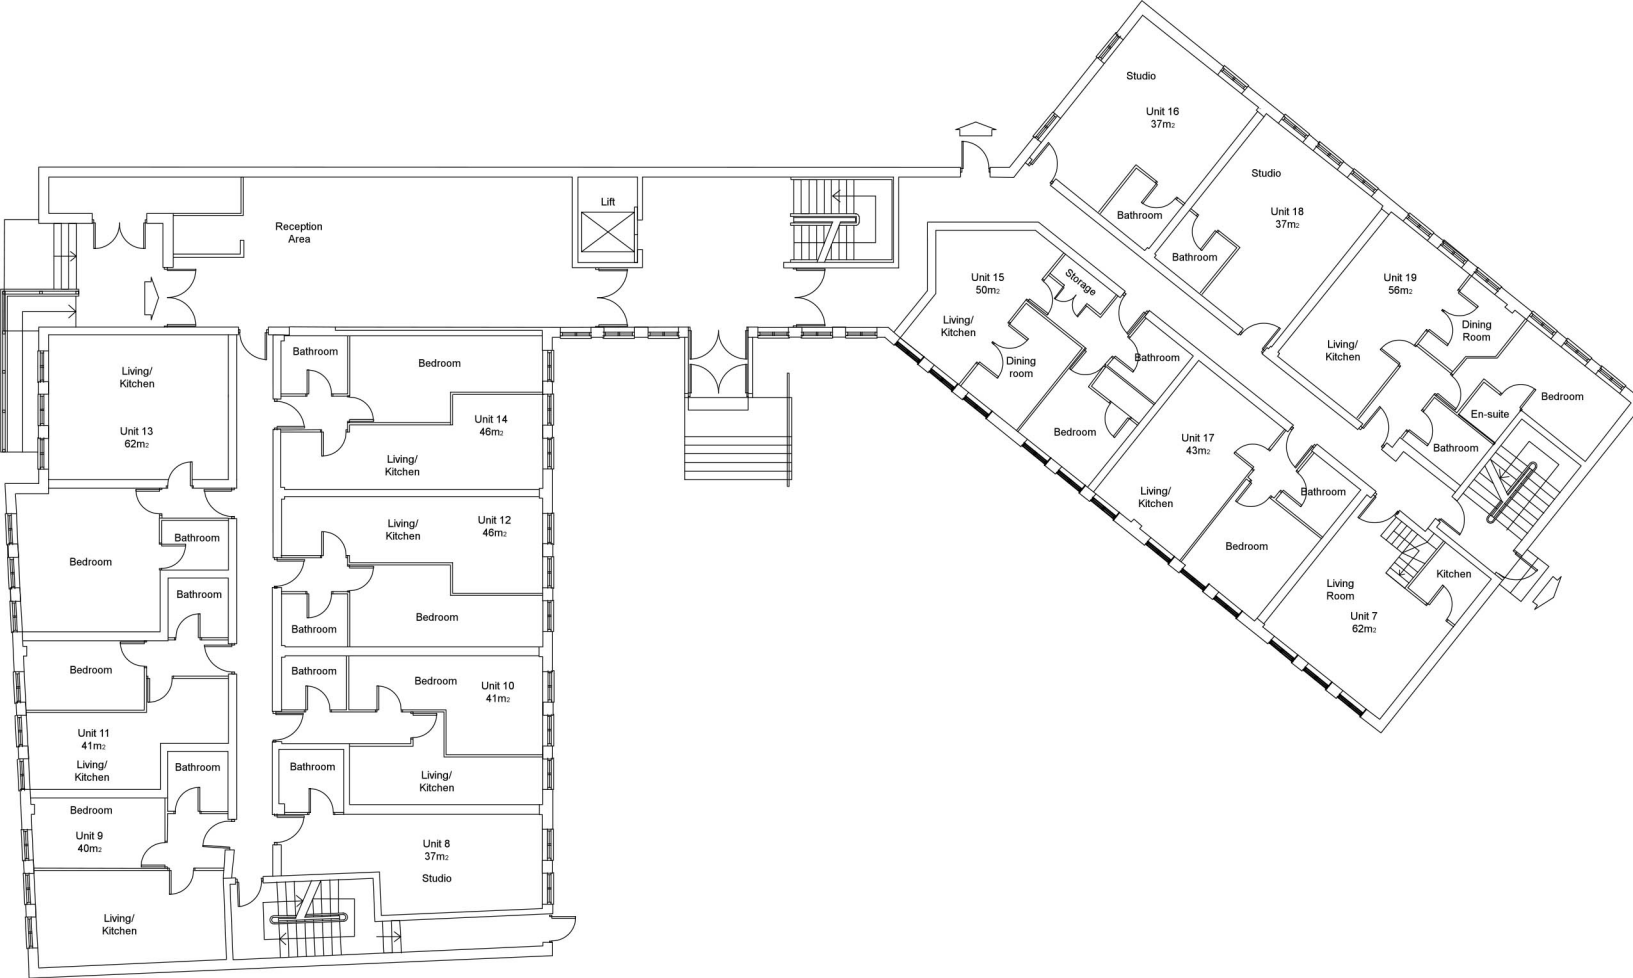 Studio
Unit 16
37m2
Bathroom
Studio
Unit 18
37m2
Bathroom
Lift
Reception
Area
Unit 15
50m2
Storage
Living/
Kitchen
Dining
room
Bathroom
Bedroom
Unit 19
56m2
Dining
Room
Living/
Kitchen
Bedroom
En-suite
Bathroom
Unit 17
43m2
Living/
Kitchen
Bathroom
Bedroom
Living
Room
Kitchen
Unit 7
62m2
Living/
Kitchen
Unit 13
62m2
Bathroom
Bedroom
Bathroom
Bedroom
Unit 14
46m2
Living/
Kitchen
Living/
Kitchen
Unit 12
46m2
Bathroom
Bedroom
Bathroom
Bedroom
Unit 11
41m2
Living/
Kitchen
Bathroom
Bedroom
Unit 10
41m2
Living/
Kitchen
Bathroom
Bedroom
Unit 9
40m2
Living/
Kitchen
Bathroom
Unit 8
37m2
Studio